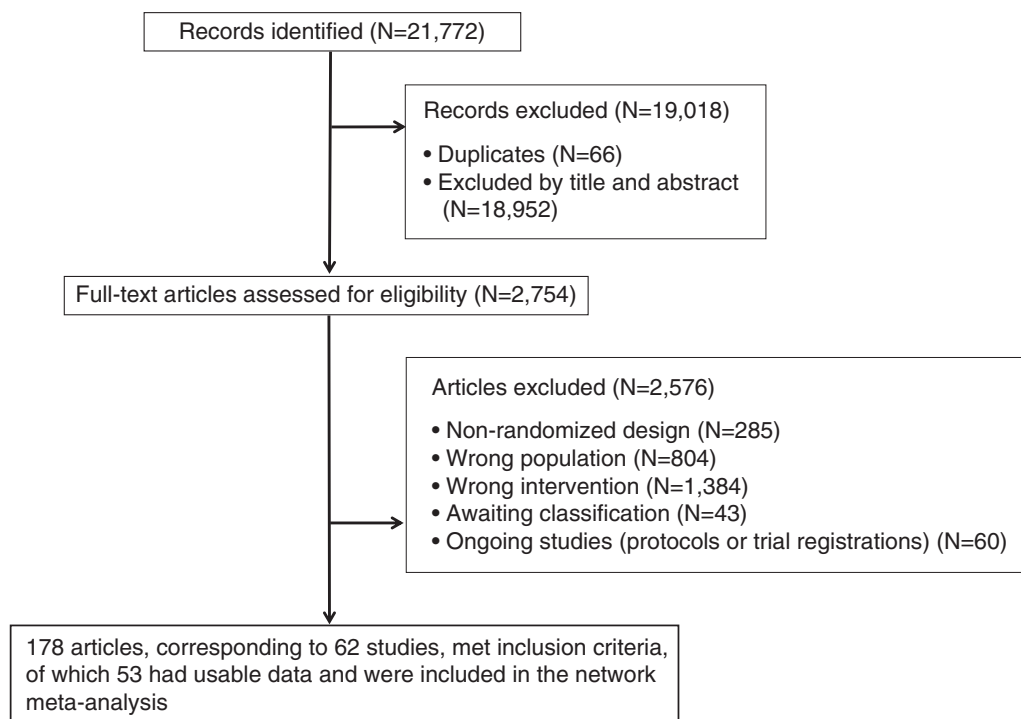 Records identified (N=21,772)
Records excluded (N=19,018)
• Duplicates (N=66)
• Excluded by title and abstract
(N=18,952)
Full-text articles assessed for eligibility (N=2,754)
Articles excluded (N=2,576)
• Non-randomized design (N=285)
• Wrong population (N=804)
• Wrong intervention (N=1,384)
• Awaiting classification (N=43)
• Ongoing studies (protocols or trial registrations) (N=60)
178 articles, corresponding to 62 studies, met inclusion criteria,
of which 53 had usable data and were included in the network
meta-analysis